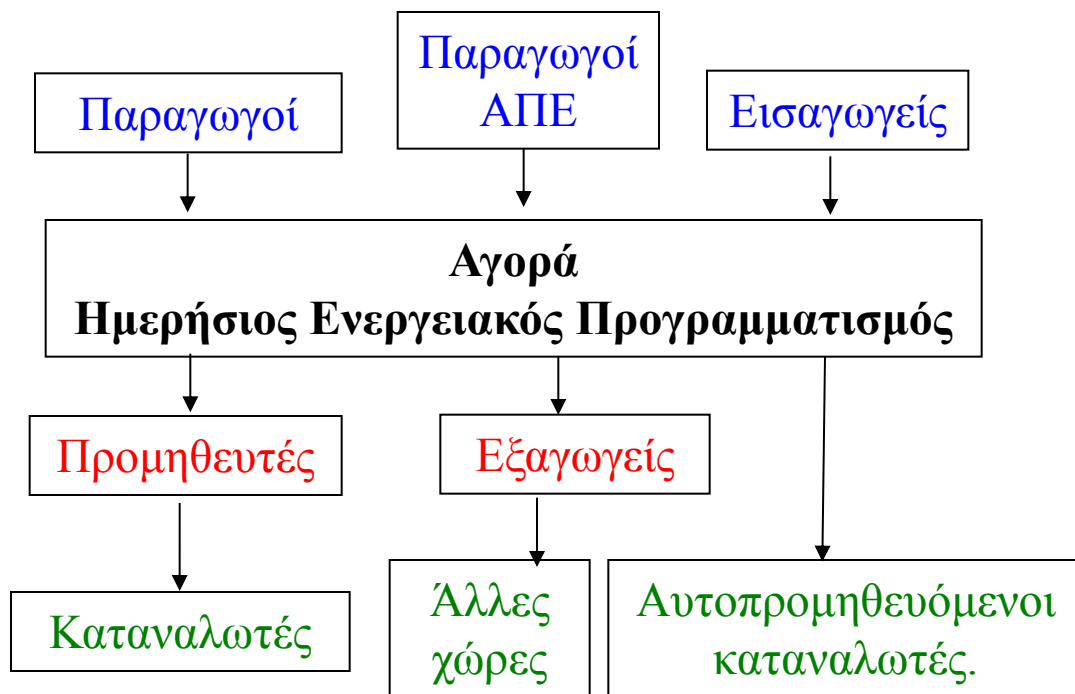 Παραγωγοί
Παραγωγοί
ΑΠΕ
Εισαγωγείς
Αγορά
Ημερήσιος Ενεργειακός Προγραμματισμός
Προμηθευτές
Εξαγωγείς
Καταναλωτές
Άλλες
χώρες
Αυτοπρομηθευόμενοι
καταναλωτές.